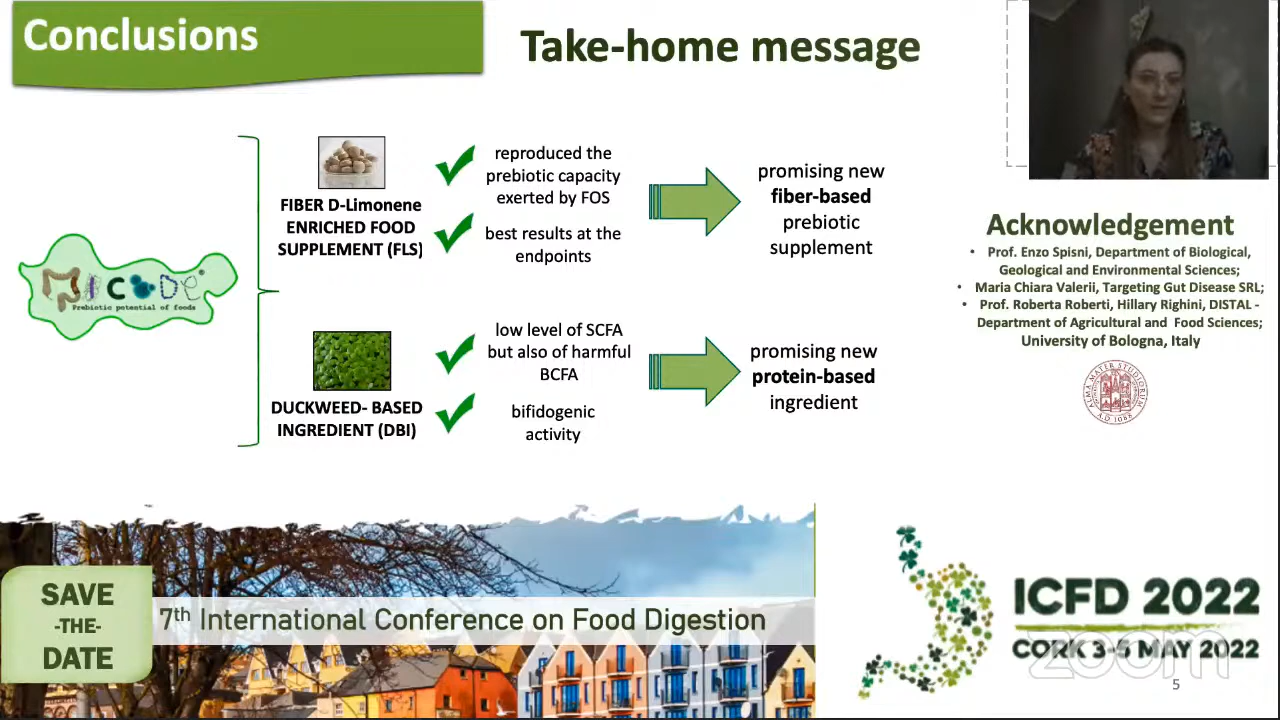 Conclusions
Take-home message
MICODE
Prebiotic potential of foods
FIBER D-Limonene
ENRICHED FOOD
SUPPLEMENT (FLS)
reproduced the
prebiotic capacity
exerted by FOS
best results at the
endpoints
promising new
fiber-based
prebiotic
supplement
DUCKWEED- BASED
INGREDIENT (DBI)
low level of SCFA
but also of harmful
BCFA
bifidogenic
activity
promising new
protein-based
ingredient
Acknowledgement
• Prof. Enzo Spisni, Department of Biological,
Geological and Environmental Sciences;
• Maria Chiara Valerii, Targeting Gut Disease SRL;
• Prof. Roberta Roberti, Hillary Righini, DISTAL -
Department of Agricultural and Food Sciences;
University of Bologna, Italy
ALMA MATER STUDIORUM
A.D. 1088
SAVE
-THE-
DATE
7th International Conference on Food Digestion
ICFD 2022
CORK 3-5 MAY 2022
zoom
5